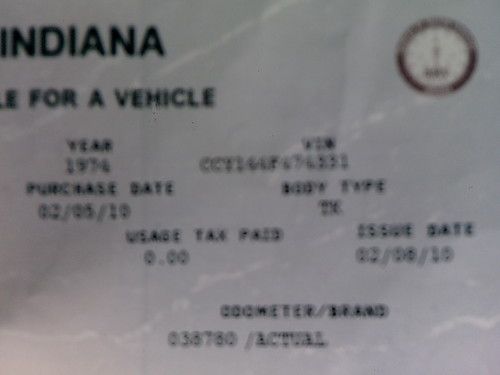 INDIANA
LE FOR A VEHICLE
YEAR VIN
1974 CCY164F474331
PURCHASE DATE BODY TYPE
02/05/10 TK
USAGE TAX PAID ISSUE DATE
0.00 02/08/10
ODOMETER/BRAND
038780 /ACTUAL